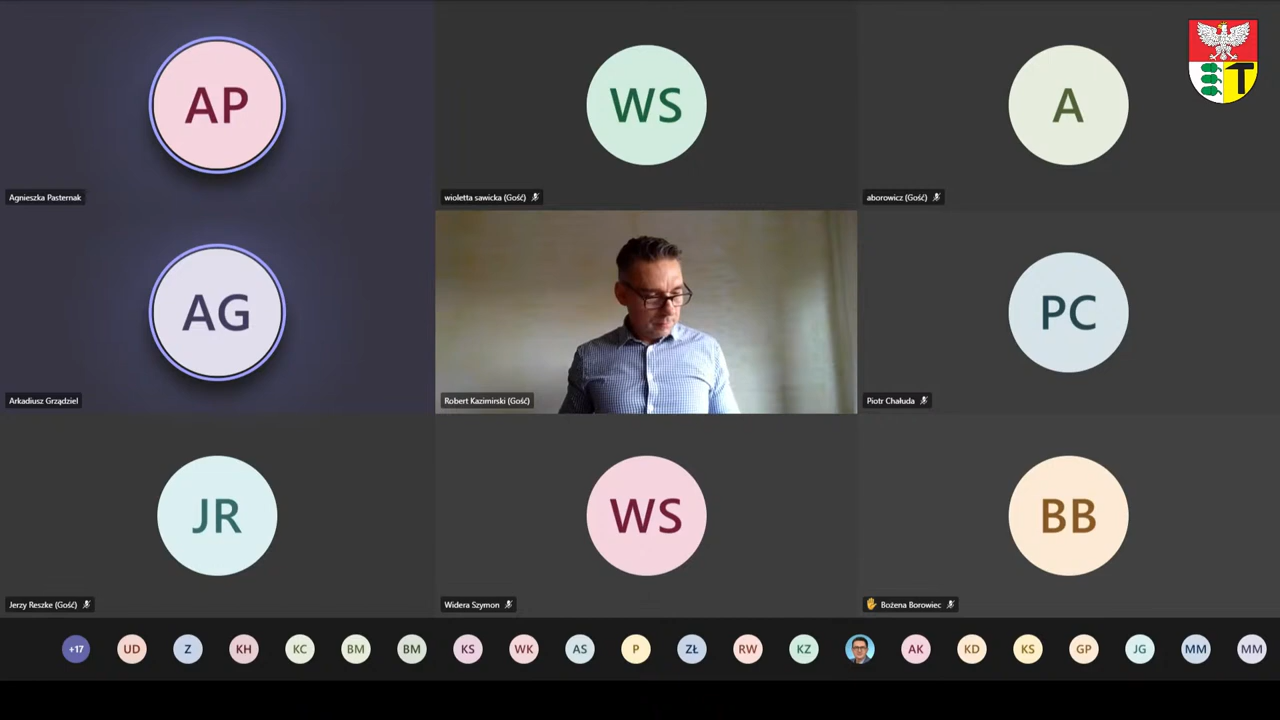 AP
WS
A
Agnieszka Pasternak
wioletta sawicka (Gość)
aborowicz (Gość)
AG
PC
Arkadiusz Grządziel
Robert Kazimirski (Gość)
Piotr Chałuda
JR
WS
BB
Jerzy Reszke (Gość)
Widera Szymon
Bożena Borowiec
+17 UD Z KH KC BM BM KS WK AS P ZŁ RW KZ AK KD KS GP JG MM MM